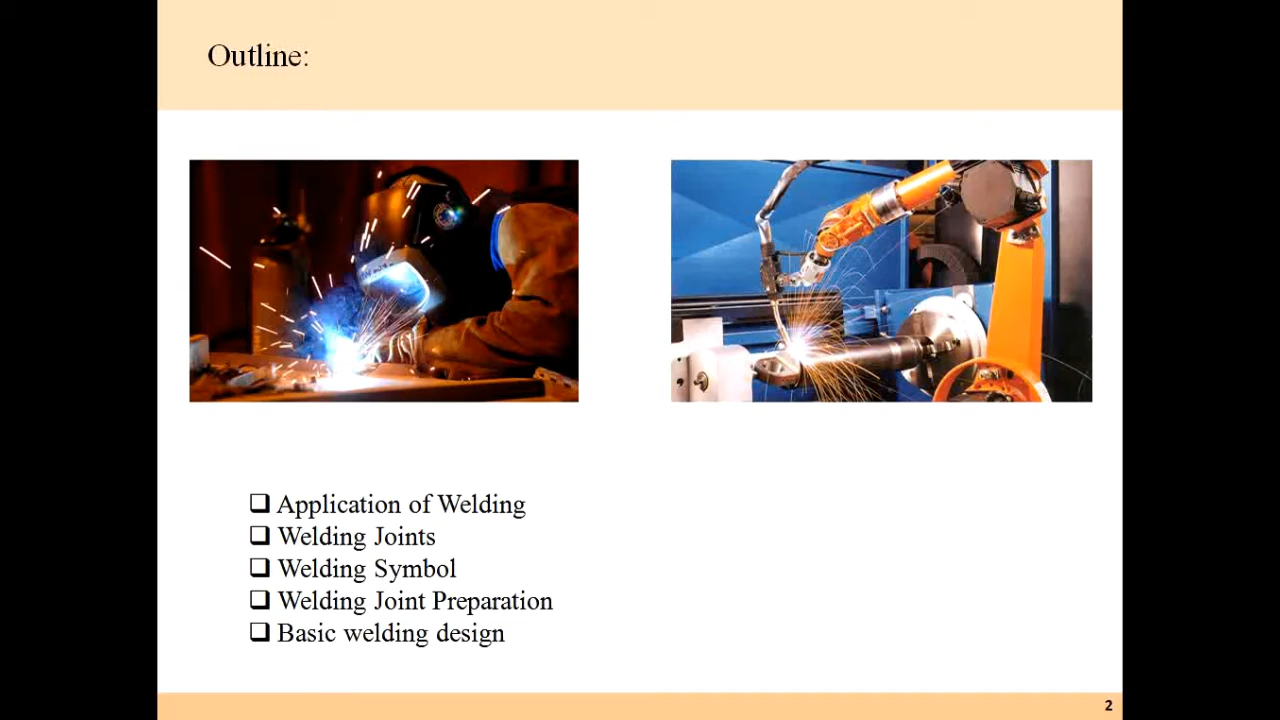 Outline:
Application of Welding
Welding Joints
Welding Symbol
Welding Joint Preparation
Basic welding design
2